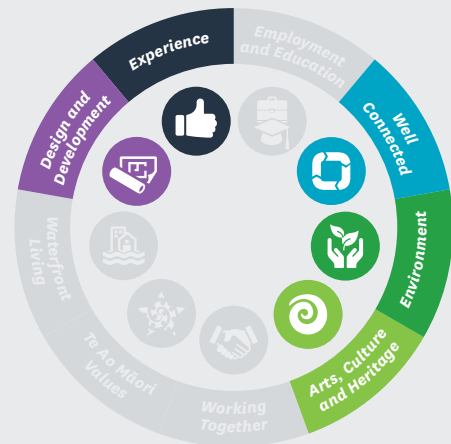 Employment
and Education
Well
Connected
Environment
Arts, Culture
and Heritage
Working
Together
Te Ao Māori
Values
Waterfront
Living
Design and
Development
Experience